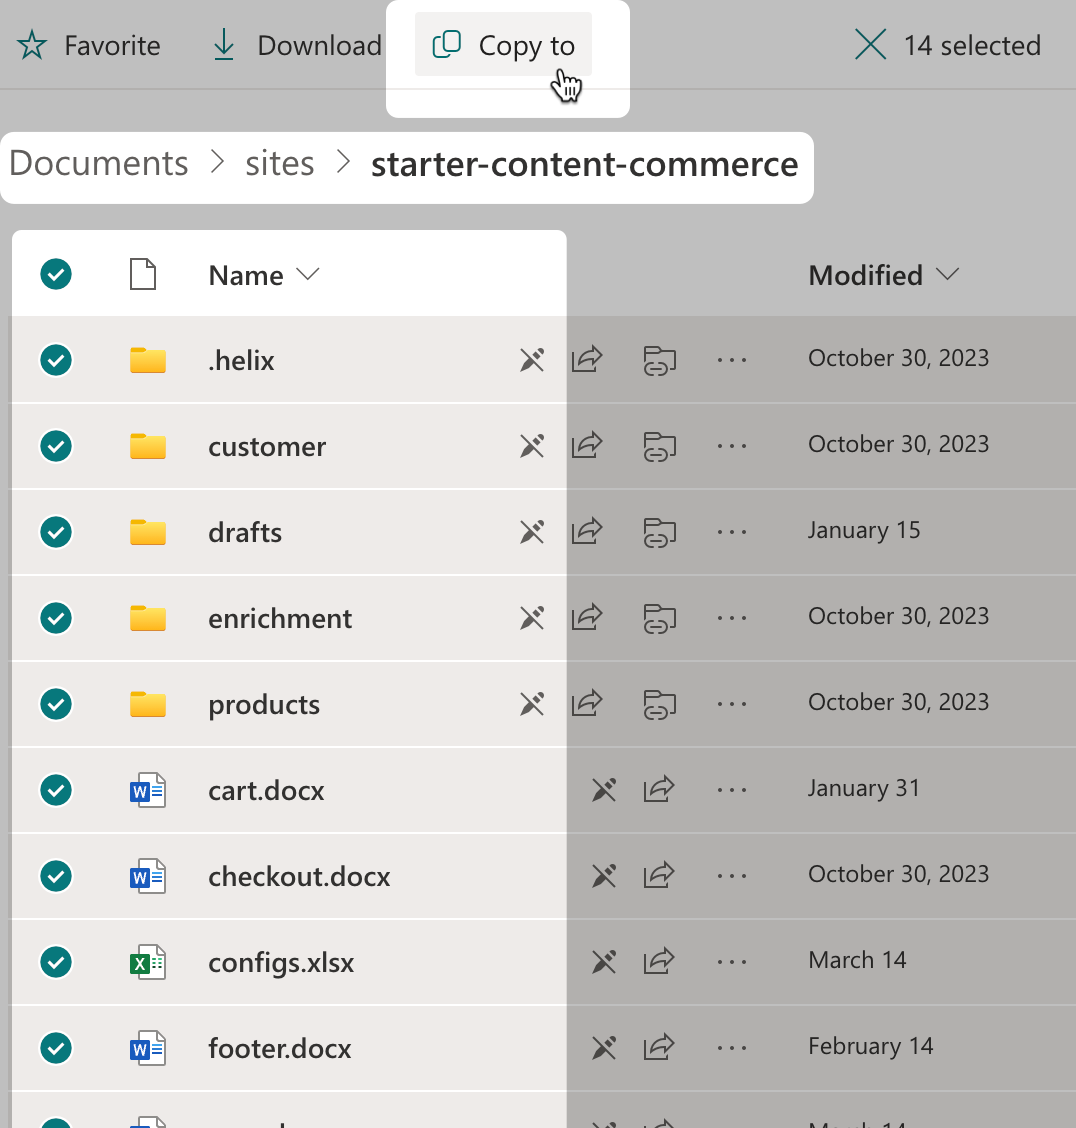 Favorite Download Copy to 14 selected
Documents > sites > starter-content-commerce
Name Modified
.helix October 30, 2023
customer October 30, 2023
drafts January 15
enrichment October 30, 2023
products October 30, 2023
cart.docx January 31
checkout.docx October 30, 2023
configs.xlsx March 14
footer.docx February 14